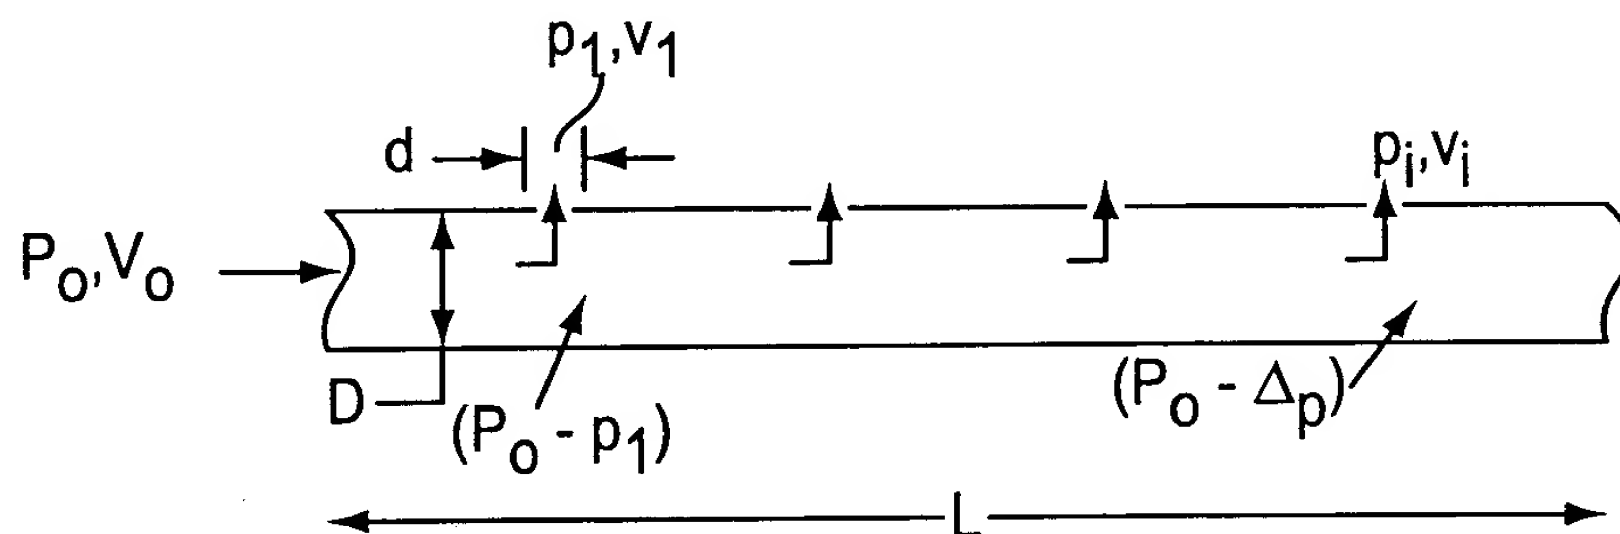 p₁,v₁
d
pᵢ,vᵢ
Pₒ,Vₒ
D
(Pₒ - p₁)
(Pₒ - Δₚ)
L